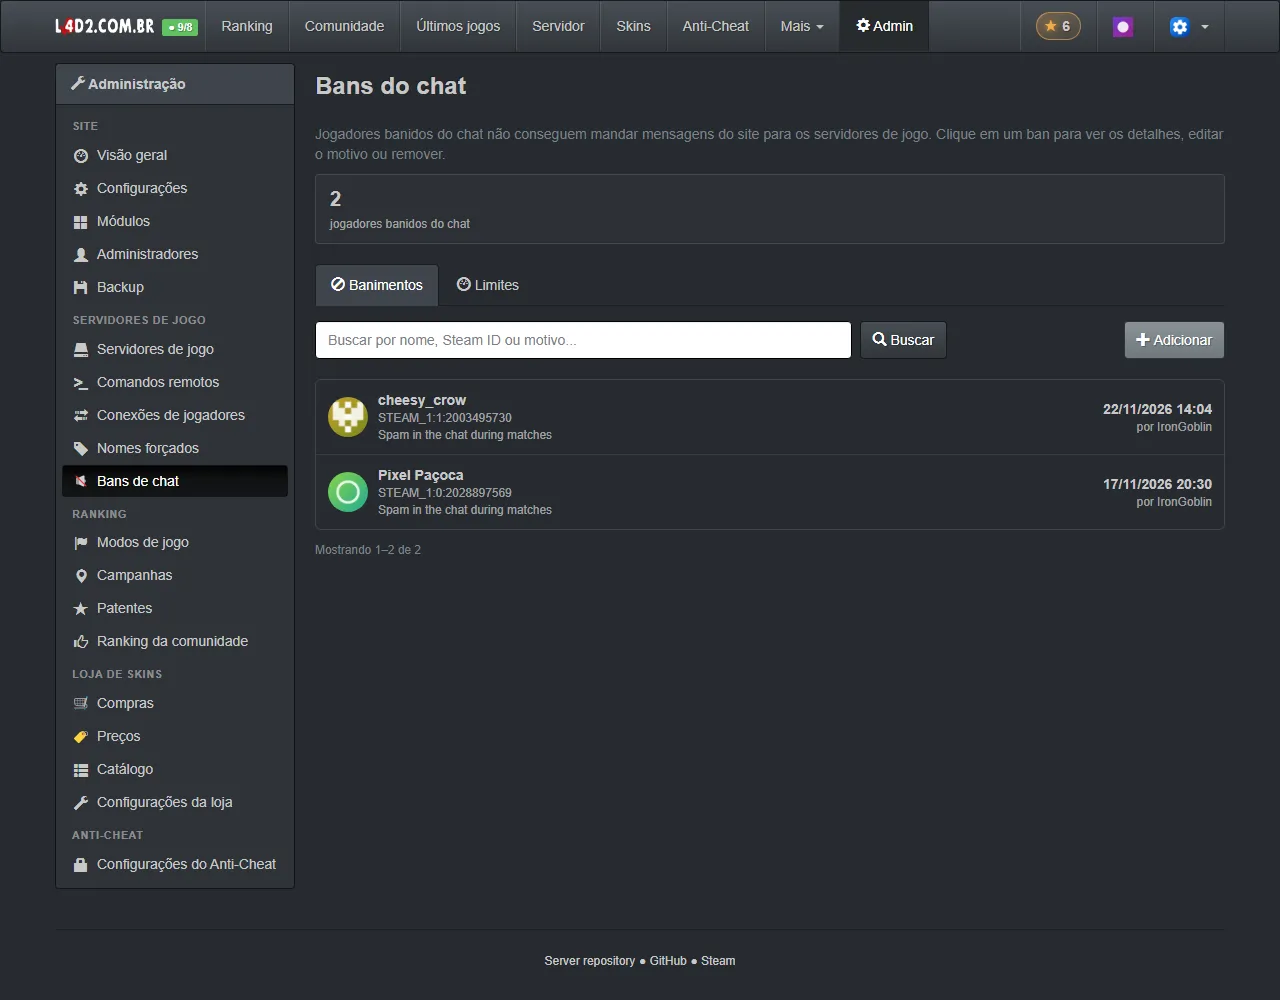 L4D2.COM.BR ● 9/8 Ranking Comunidade Últimos jogos Servidor Skins Anti-Cheat Mais Admin ★ 6
Administração
SITE
Visão geral
Configurações
Módulos
Administradores
Backup
SERVIDORES DE JOGO
Servidores de jogo
Comandos remotos
Conexões de jogadores
Nomes forçados
Bans de chat
RANKING
Modos de jogo
Campanhas
Patentes
Ranking da comunidade
LOJA DE SKINS
Compras
Preços
Catálogo
Configurações da loja
ANTI-CHEAT
Configurações do Anti-Cheat
Bans do chat
Jogadores banidos do chat não conseguem mandar mensagens do site para os servidores de jogo. Clique em um ban para ver os detalhes, editar
o motivo ou remover.
2
jogadores banidos do chat
Banimentos Limites
Buscar por nome, Steam ID ou motivo... Buscar Adicionar
cheesy_crow
STEAM_1:1:2003495730
Spam in the chat during matches
22/11/2026 14:04
por IronGoblin
Pixel Paçoca
STEAM_1:0:2028897569
Spam in the chat during matches
17/11/2026 20:30
por IronGoblin
Mostrando 1–2 de 2
Server repository ● GitHub ● Steam